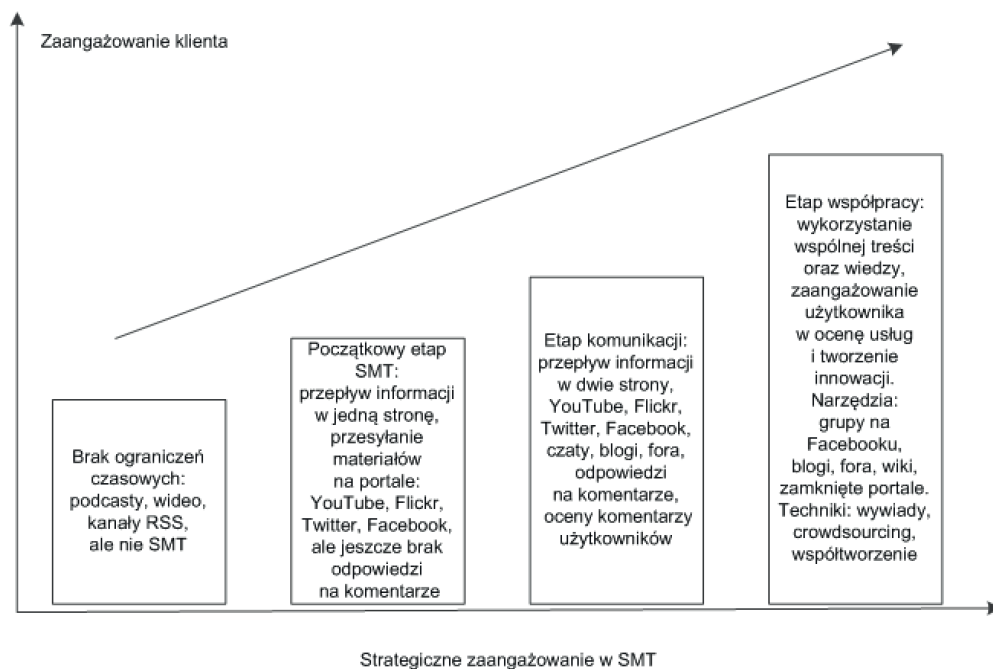 Zaangażowanie klienta
Brak ograniczeń
czasowych:
podcasty, wideo,
kanały RSS,
ale nie SMT
Początkowy etap
SMT:
przepływ informacji
w jedną stronę,
przesyłanie
materiałów
na portale:
YouTube, Flickr,
Twitter, Facebook,
ale jeszcze brak
odpowiedzi
na komentarze
Etap komunikacji:
przepływ informacji
w dwie strony,
YouTube, Flickr,
Twitter, Facebook,
czaty, blogi, fora,
odpowiedzi
na komentarze,
oceny komentarzy
użytkowników
Etap współpracy:
wykorzystanie
wspólnej treści
oraz wiedzy,
zaangażowanie
użytkownika
w ocenę usług
i tworzenie
innowacji.
Narzędzia:
grupy na
Facebooku,
blogi, fora, wiki,
zamknięte portale.
Techniki: wywiady,
crowdsourcing,
współtworzenie
Strategiczne zaangażowanie w SMT